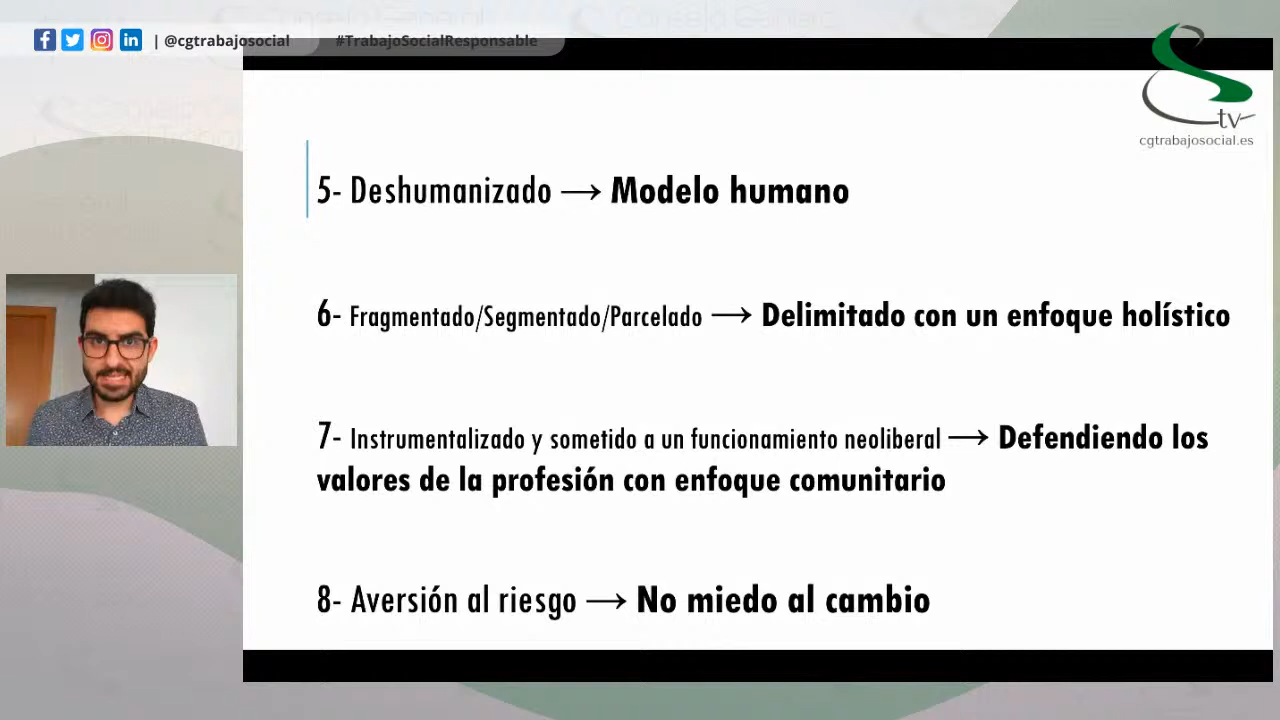 | @cgtrabajosocial
#TrabajoSocialResponsable
tv
cgtrabajosocial.es
5- Deshumanizado → Modelo humano
6- Fragmentado/Segmentado/Parcelado → Delimitado con un enfoque holístico
7- Instrumentalizado y sometido a un funcionamiento neoliberal → Defendiendo los
valores de la profesión con enfoque comunitario
8- Aversión al riesgo → No miedo al cambio